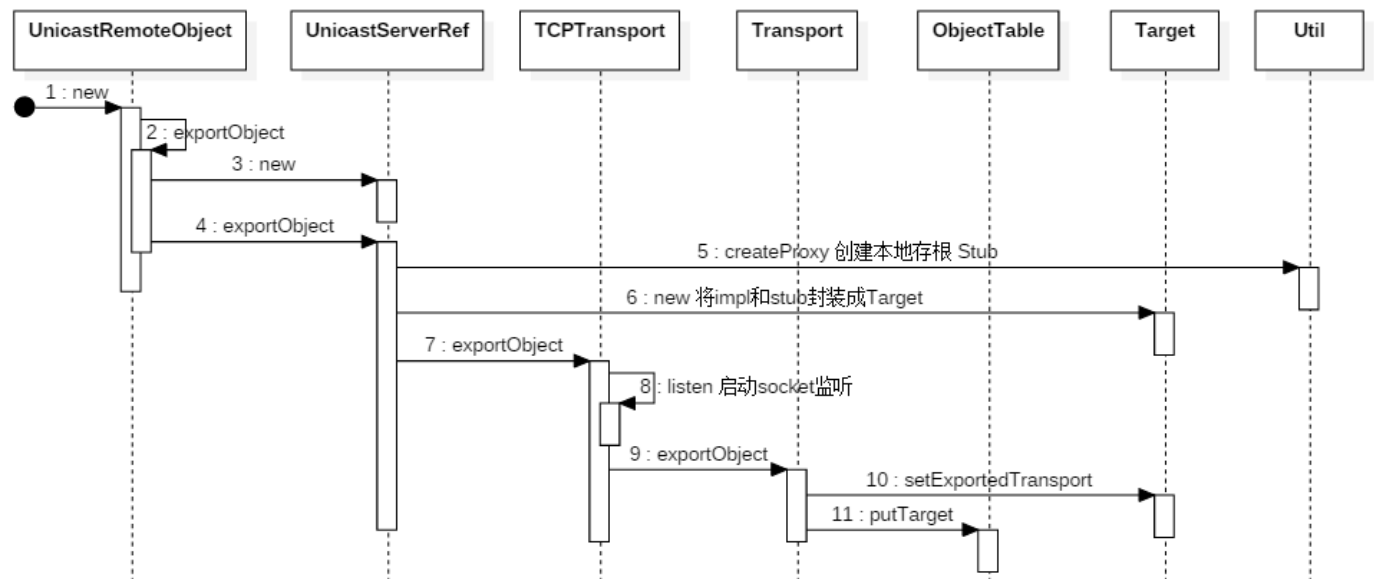 UnicastRemoteObject
UnicastServerRef
TCPTransport
Transport
ObjectTable
Target
Util
1 : new
2 : exportObject
3 : new
4 : exportObject
5 : createProxy 创建本地存根 Stub
6 : new 将impl和stub封装成Target
7 : exportObject
8 : listen 启动socket监听
9 : exportObject
10 : setExportedTransport
11 : putTarget